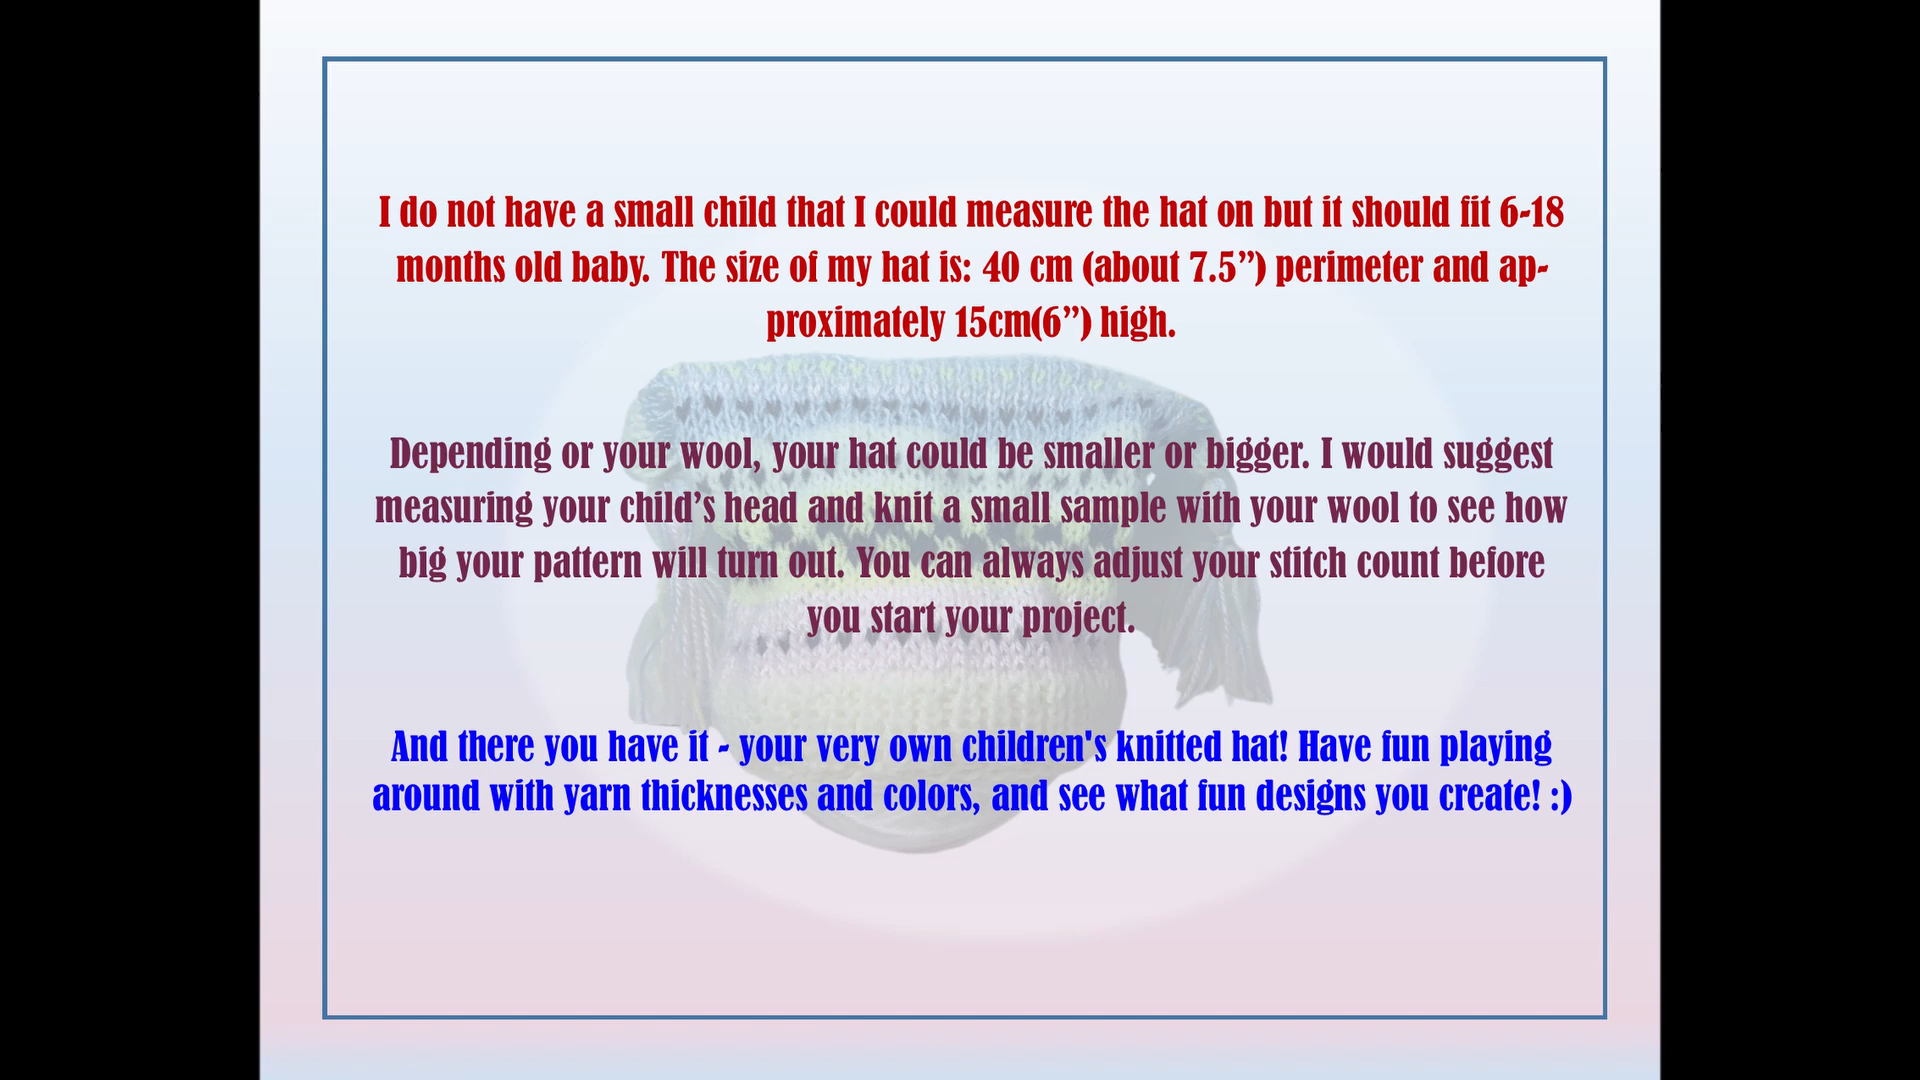 I do not have a small child that I could measure the hat on but it should fit 6-18
months old baby. The size of my hat is: 40 cm (about 7.5”) perimeter and ap-
proximately 15cm(6”) high.
Depending or your wool, your hat could be smaller or bigger. I would suggest
measuring your child’s head and knit a small sample with your wool to see how
big your pattern will turn out. You can always adjust your stitch count before
you start your project.
And there you have it - your very own children's knitted hat! Have fun playing
around with yarn thicknesses and colors, and see what fun designs you create! :)